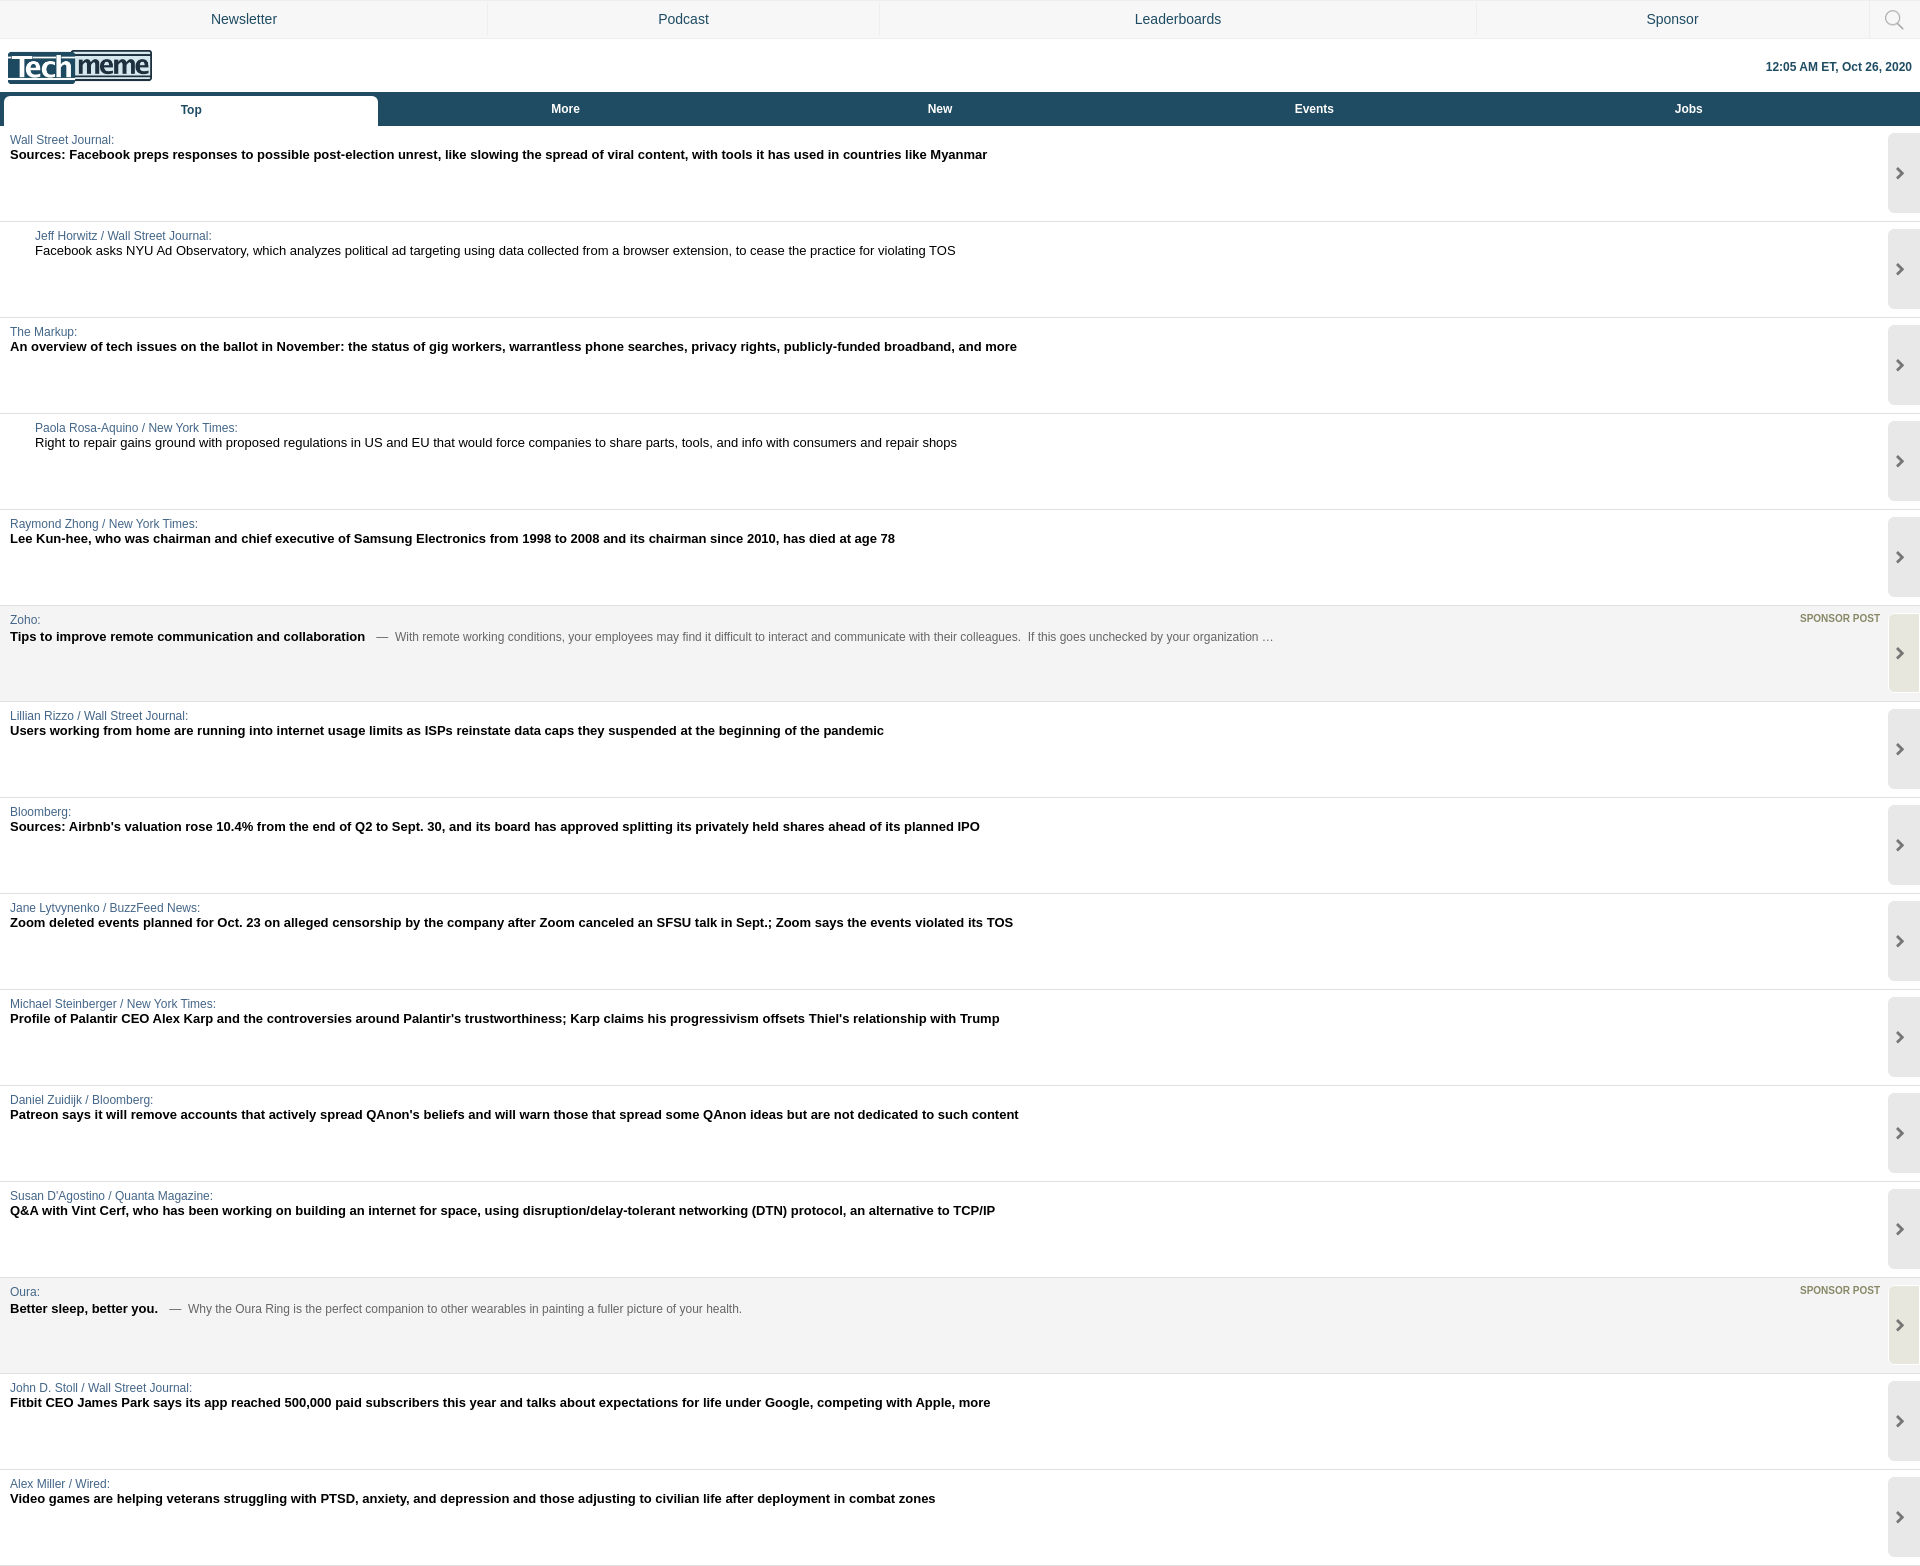 Newsletter
Podcast
Leaderboards
Sponsor
Techmeme
12:05 AM ET, Oct 26, 2020
Top
More
New
Events
Jobs
Wall Street Journal:
Sources: Facebook preps responses to possible post-election unrest, like slowing the spread of viral content, with tools it has used in countries like Myanmar
Jeff Horwitz / Wall Street Journal:
Facebook asks NYU Ad Observatory, which analyzes political ad targeting using data collected from a browser extension, to cease the practice for violating TOS
The Markup:
An overview of tech issues on the ballot in November: the status of gig workers, warrantless phone searches, privacy rights, publicly-funded broadband, and more
Paola Rosa-Aquino / New York Times:
Right to repair gains ground with proposed regulations in US and EU that would force companies to share parts, tools, and info with consumers and repair shops
Raymond Zhong / New York Times:
Lee Kun-hee, who was chairman and chief executive of Samsung Electronics from 1998 to 2008 and its chairman since 2010, has died at age 78
Zoho:
SPONSOR POST
Tips to improve remote communication and collaboration — With remote working conditions, your employees may find it difficult to interact and communicate with their colleagues. If this goes unchecked by your organization …
Lillian Rizzo / Wall Street Journal:
Users working from home are running into internet usage limits as ISPs reinstate data caps they suspended at the beginning of the pandemic
Bloomberg:
Sources: Airbnb's valuation rose 10.4% from the end of Q2 to Sept. 30, and its board has approved splitting its privately held shares ahead of its planned IPO
Jane Lytvynenko / BuzzFeed News:
Zoom deleted events planned for Oct. 23 on alleged censorship by the company after Zoom canceled an SFSU talk in Sept.; Zoom says the events violated its TOS
Michael Steinberger / New York Times:
Profile of Palantir CEO Alex Karp and the controversies around Palantir's trustworthiness; Karp claims his progressivism offsets Thiel's relationship with Trump
Daniel Zuidijk / Bloomberg:
Patreon says it will remove accounts that actively spread QAnon's beliefs and will warn those that spread some QAnon ideas but are not dedicated to such content
Susan D'Agostino / Quanta Magazine:
Q&A with Vint Cerf, who has been working on building an internet for space, using disruption/delay-tolerant networking (DTN) protocol, an alternative to TCP/IP
Oura:
SPONSOR POST
Better sleep, better you. — Why the Oura Ring is the perfect companion to other wearables in painting a fuller picture of your health.
John D. Stoll / Wall Street Journal:
Fitbit CEO James Park says its app reached 500,000 paid subscribers this year and talks about expectations for life under Google, competing with Apple, more
Alex Miller / Wired:
Video games are helping veterans struggling with PTSD, anxiety, and depression and those adjusting to civilian life after deployment in combat zones